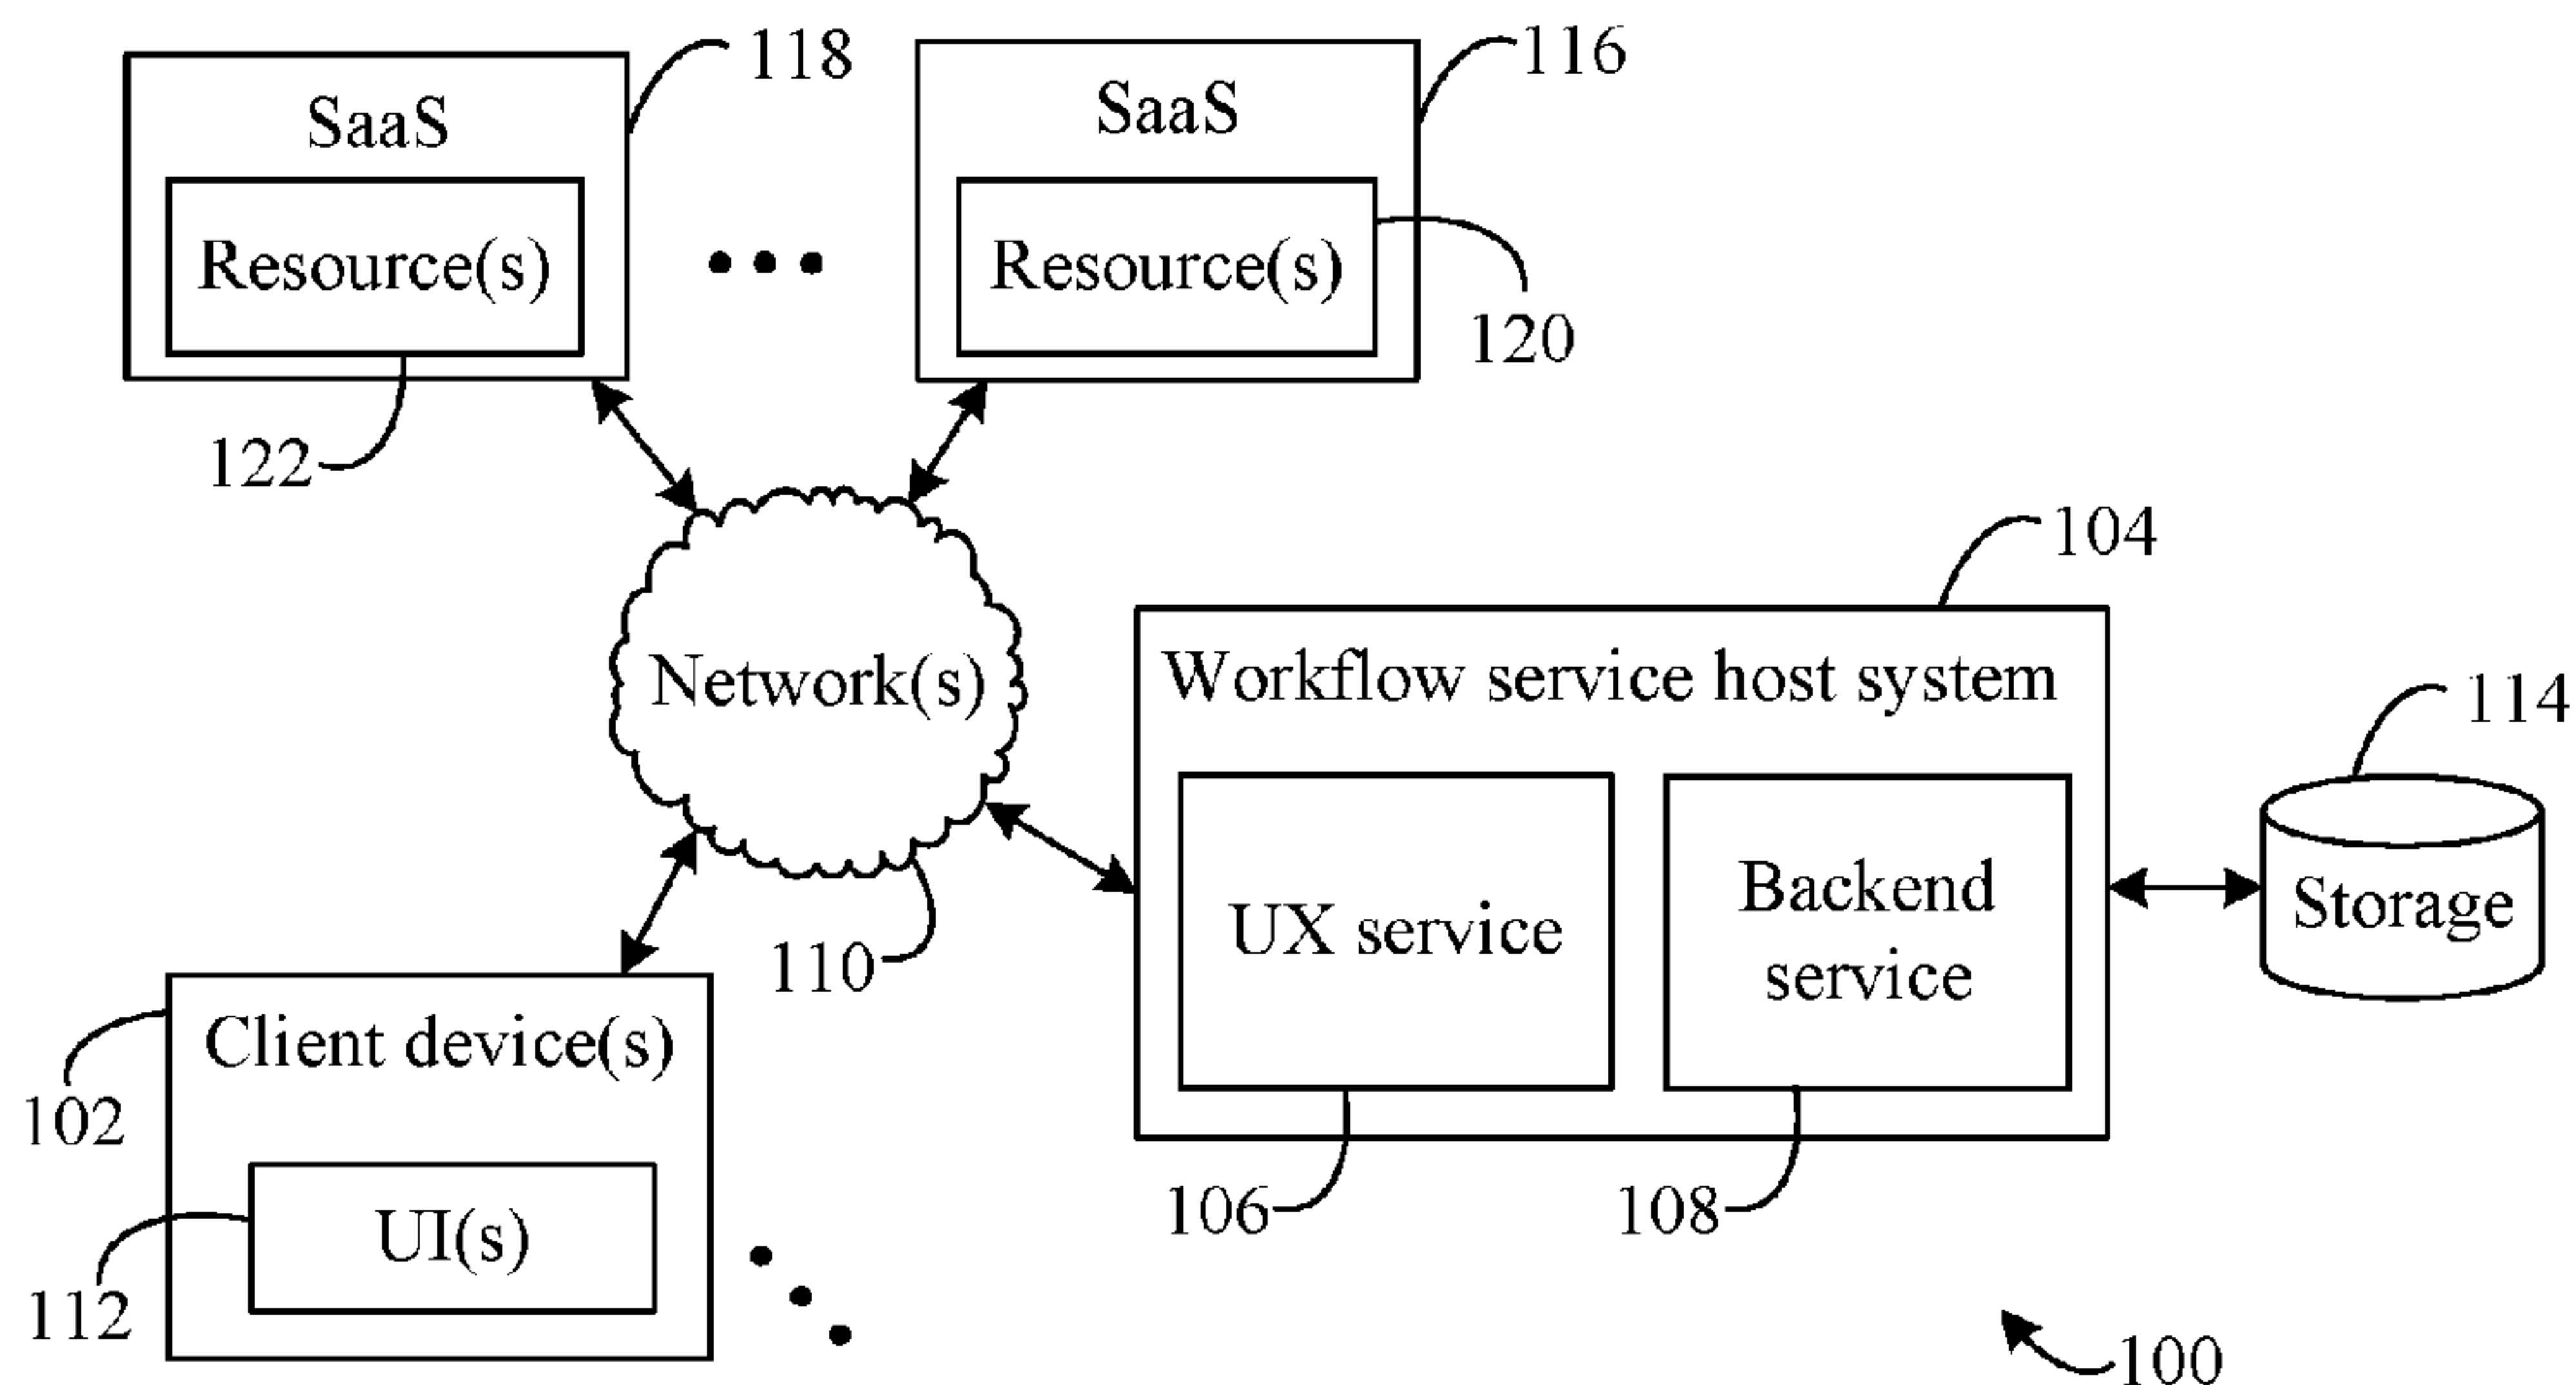 118
116
SaaS
SaaS
Resource(s)
Resource(s)
120
122
104
Network(s)
Workflow service host system
114
UX service
Backend
service
Storage
110
Client device(s)
102
106
108
UI(s)
112
100